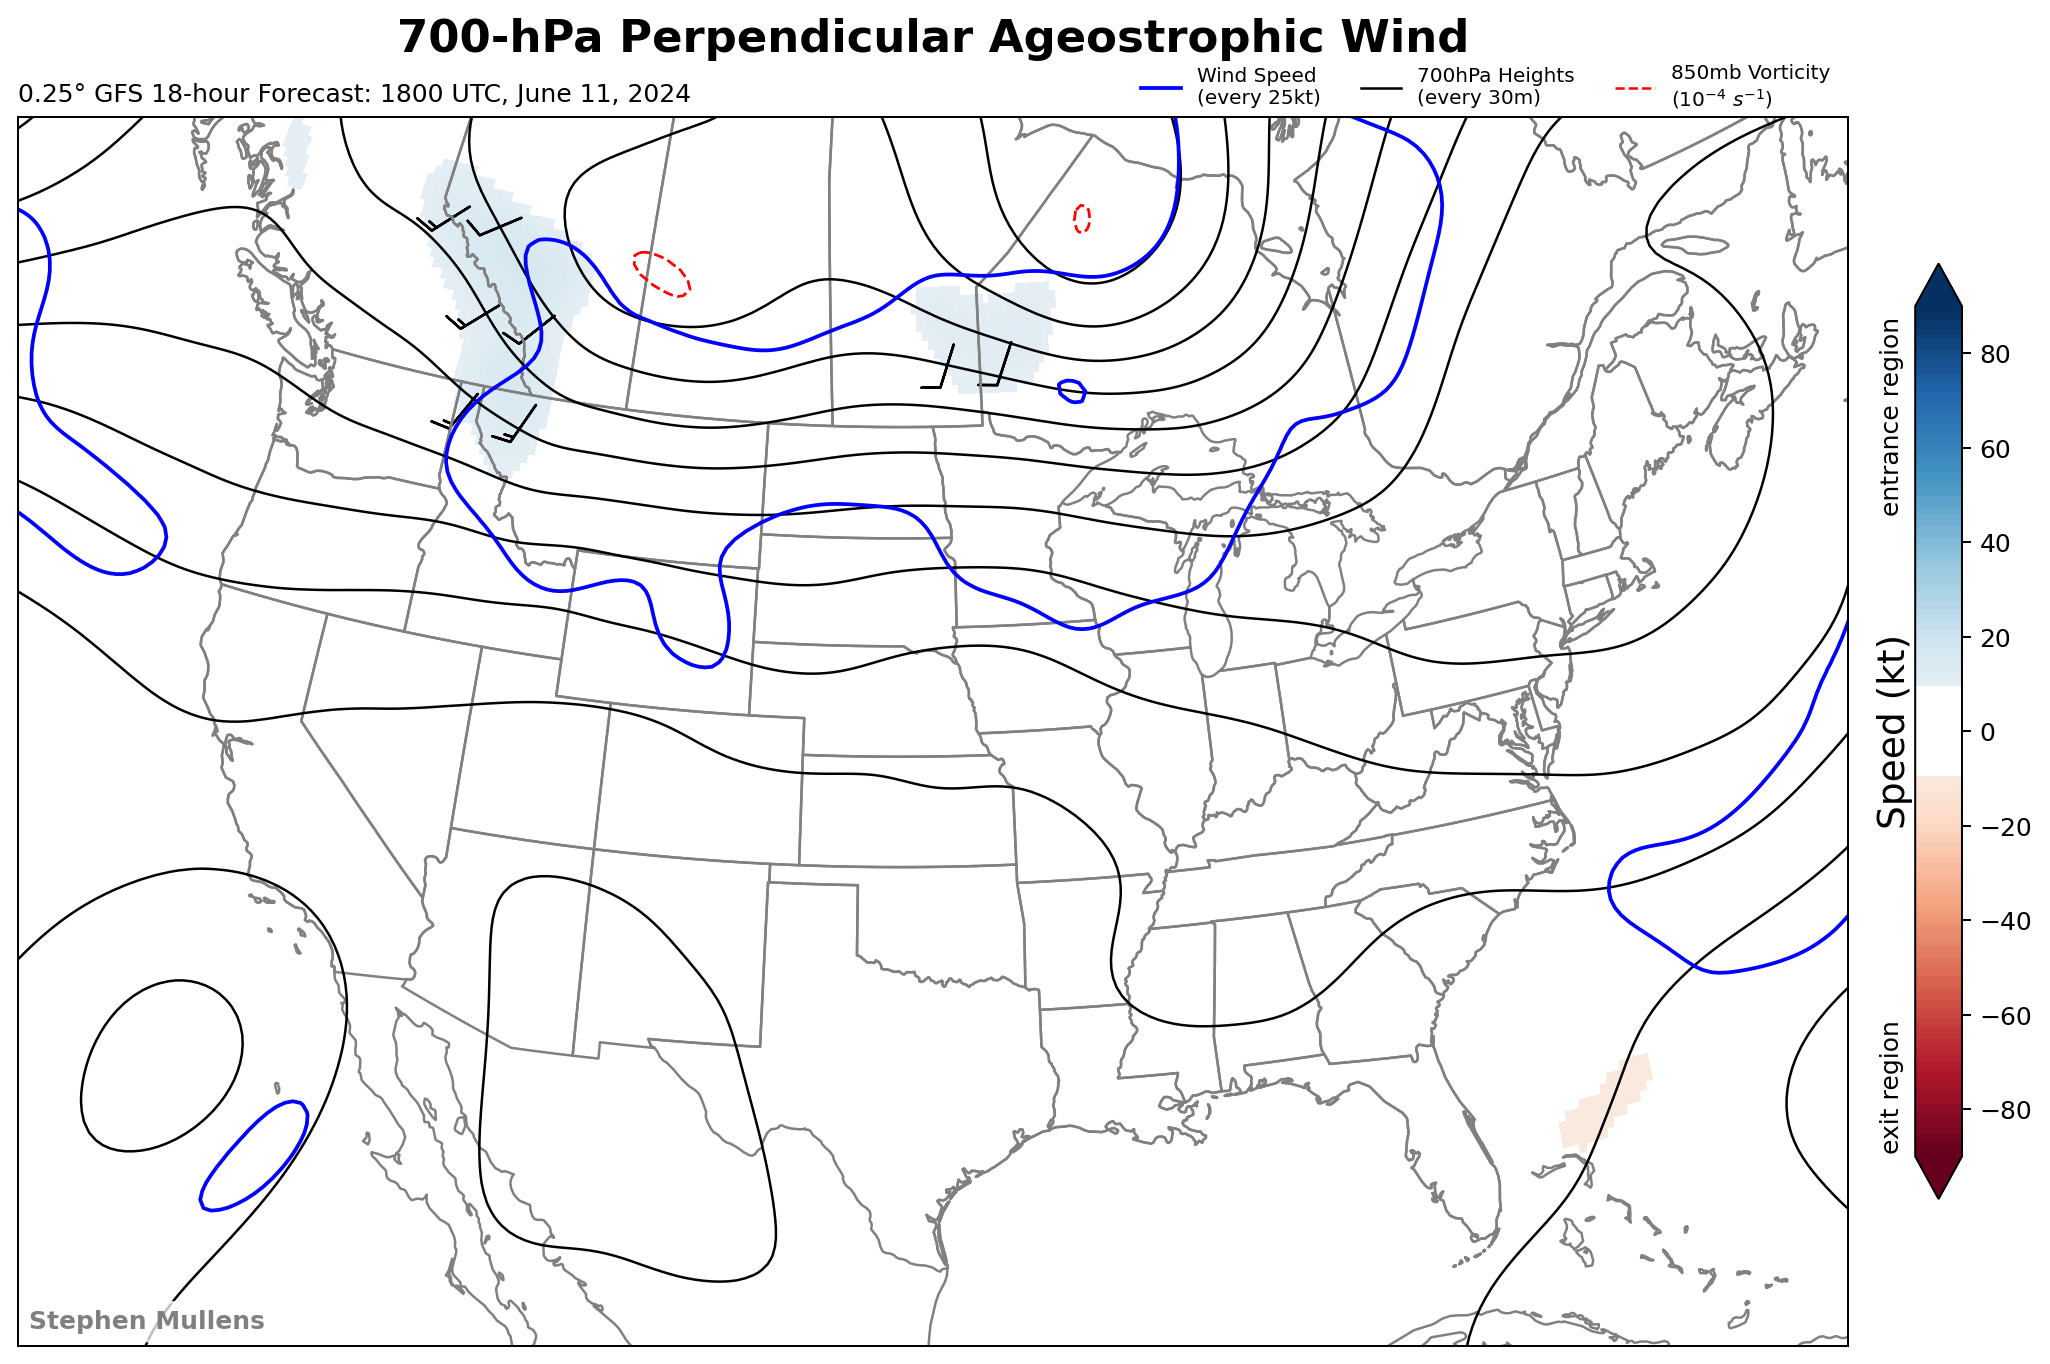 700-hPa Perpendicular Ageostrophic Wind
0.25° GFS 18-hour Forecast: 1800 UTC, June 11, 2024
Wind Speed
(every 25kt)
700hPa Heights
(every 30m)
850mb Vorticity
(10⁻⁴ s⁻¹)
entrance region
Speed (kt)
exit region
80
60
40
20
0
−20
−40
−60
−80
Stephen Mullens